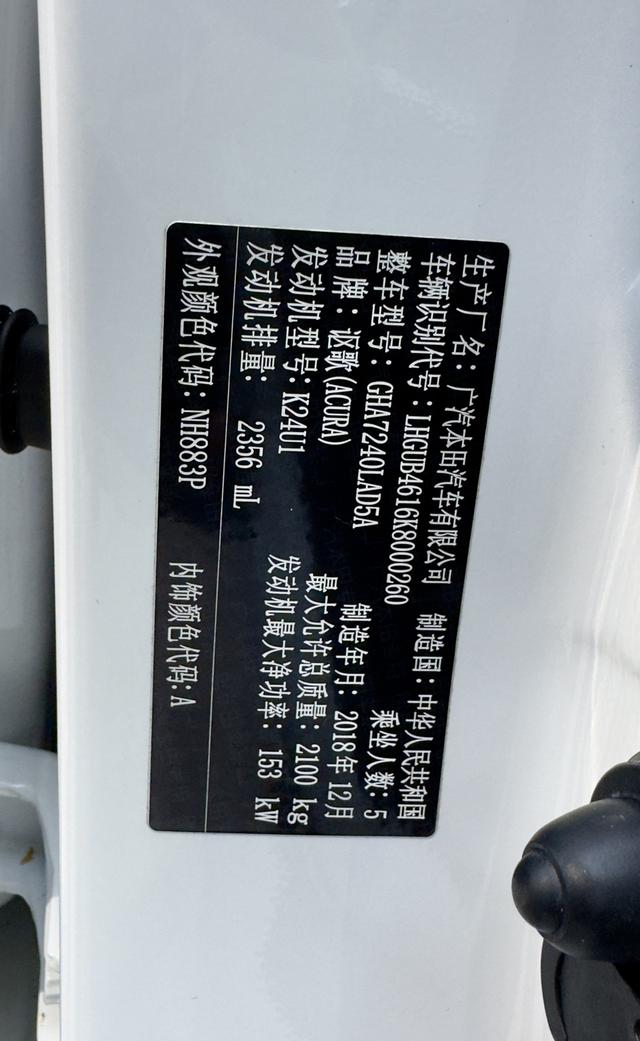 生产厂名：广汽本田汽车有限公司 制造国：中华人民共和国
车辆识别代号：LHGUB4616K8000260 乘坐人数：5
整车型号：GHA7240LAD5A 制造年月：2018年12月
品牌：讴歌(ACURA) 最大允许总质量：2100 kg
发动机型号：K24U1 发动机最大净功率：153 kW
发动机排量：2356 mL
外观颜色代码：NH883P 内饰颜色代码：A